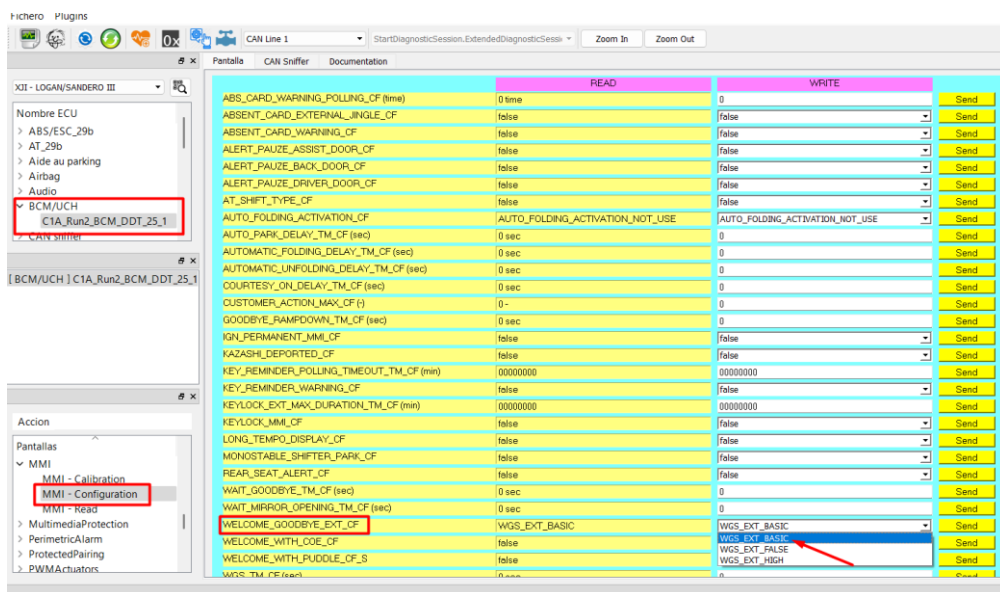 Fichero Plugins
0x CAN Line 1 StartDiagnosticSession.ExtendedDiagnosticSessi Zoom In Zoom Out
Pantalla CAN Sniffer Documentation
XJI - LOGAN/SANDERO III
Nombre ECU
> ABS/ESC_29b
> AT_29b
> Aide au parking
> Airbag
> Audio
BCM/UCH
C1A_Run2_BCM_DDT_25_1
> CAN sniffer
[ BCM/UCH ] C1A_Run2_BCM_DDT_25_1
Accion
Pantallas
MMI
MMI - Calibration
MMI - Configuration
MMI - Read
> MultimediaProtection
> PerimetricAlarm
> ProtectedPairing
> PWMActuators
READ WRITE
ABS_CARD_WARNING_POLLING_CF (time) 0 time 0 Send
ABSENT_CARD_EXTERNAL_JINGLE_CF false false Send
ABSENT_CARD_WARNING_CF false false Send
ALERT_PAUZE_ASSIST_DOOR_CF false false Send
ALERT_PAUZE_BACK_DOOR_CF false false Send
ALERT_PAUZE_DRIVER_DOOR_CF false false Send
AT_SHIFT_TYPE_CF false false Send
AUTO_FOLDING_ACTIVATION_CF AUTO_FOLDING_ACTIVATION_NOT_USE AUTO_FOLDING_ACTIVATION_NOT_USE Send
AUTO_PARK_DELAY_TM_CF (sec) 0 sec 0 Send
AUTOMATIC_FOLDING_DELAY_TM_CF (sec) 0 sec 0 Send
AUTOMATIC_UNFOLDING_DELAY_TM_CF (sec) 0 sec 0 Send
COURTESY_ON_DELAY_TM_CF (sec) 0 sec 0 Send
CUSTOMER_ACTION_MAX_CF (-) 0 - 0 Send
GOODBYE_RAMPDOWN_TM_CF (sec) 0 sec 0 Send
IGN_PERMANENT_MMI_CF false false Send
KAZASHI_DEPORTED_CF false false Send
KEY_REMINDER_POLLING_TIMEOUT_TM_CF (min) 00000000 00000000 Send
KEY_REMINDER_WARNING_CF false false Send
KEYLOCK_EXT_MAX_DURATION_TM_CF (min) 00000000 00000000 Send
KEYLOCK_MMI_CF false false Send
LONG_TEMPO_DISPLAY_CF false false Send
MONOSTABLE_SHIFTER_PARK_CF false false Send
REAR_SEAT_ALERT_CF false false Send
WAIT_GOODBYE_TM_CF (sec) 0 sec 0 Send
WAIT_MIRROR_OPENING_TM_CF (sec) 0 sec 0 Send
WELCOME_GOODBYE_EXT_CF WGS_EXT_BASIC WGS_EXT_BASIC Send
WELCOME_WITH_COE_CF false WGS_EXT_BASIC Send
WGS_EXT_FALSE
WELCOME_WITH_PUDDLE_CF_S false WGS_EXT_HIGH Send
WGS_TM_CF (sec) 0 sec 0 Send